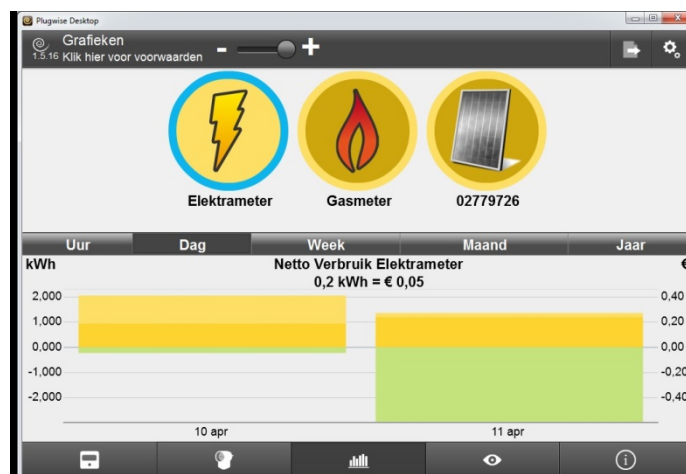 Plugwise Desktop
Grafieken
1.5.16 Klik hier voor voorwaarden - +
Elektrameter Gasmeter 02779726
Uur Dag Week Maand Jaar
kWh Netto Verbruik Elektrameter €
0,2 kWh = € 0,05
2,000 0,40
1,000 0,20
0,000 0,00
-1,000 -0,20
-2,000 -0,40
10 apr 11 apr